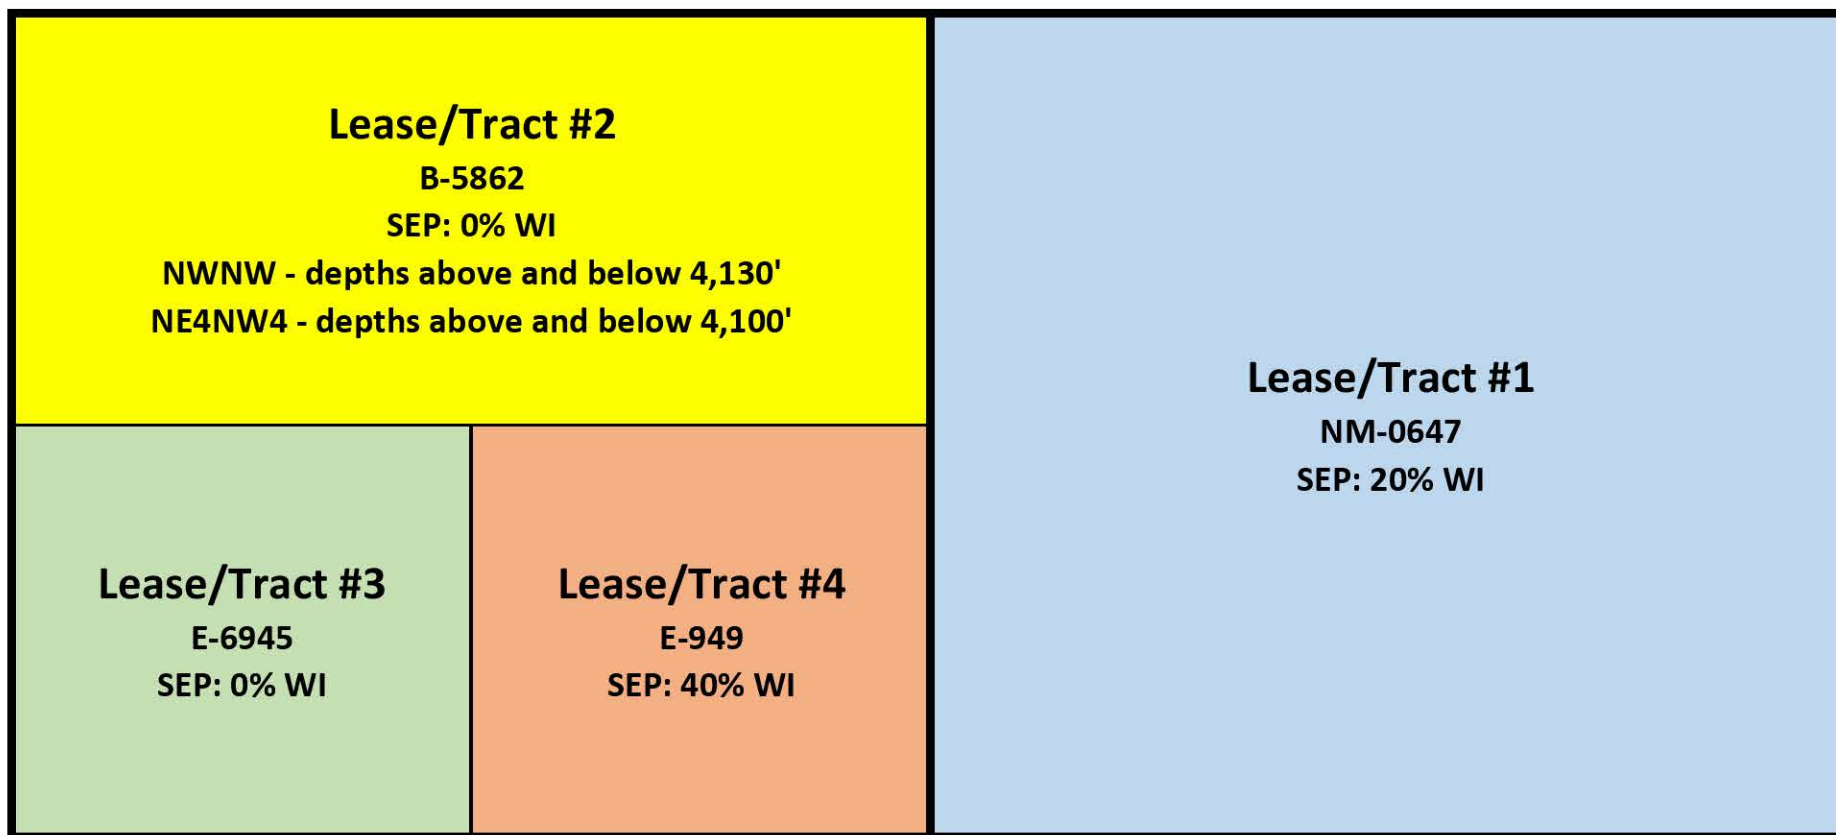 Lease/Tract #2
B-5862
SEP: 0% WI
NWNW - depths above and below 4,130'
NE4NW4 - depths above and below 4,100'
Lease/Tract #1
NM-0647
SEP: 20% WI
Lease/Tract #3
E-6945
SEP: 0% WI
Lease/Tract #4
E-949
SEP: 40% WI